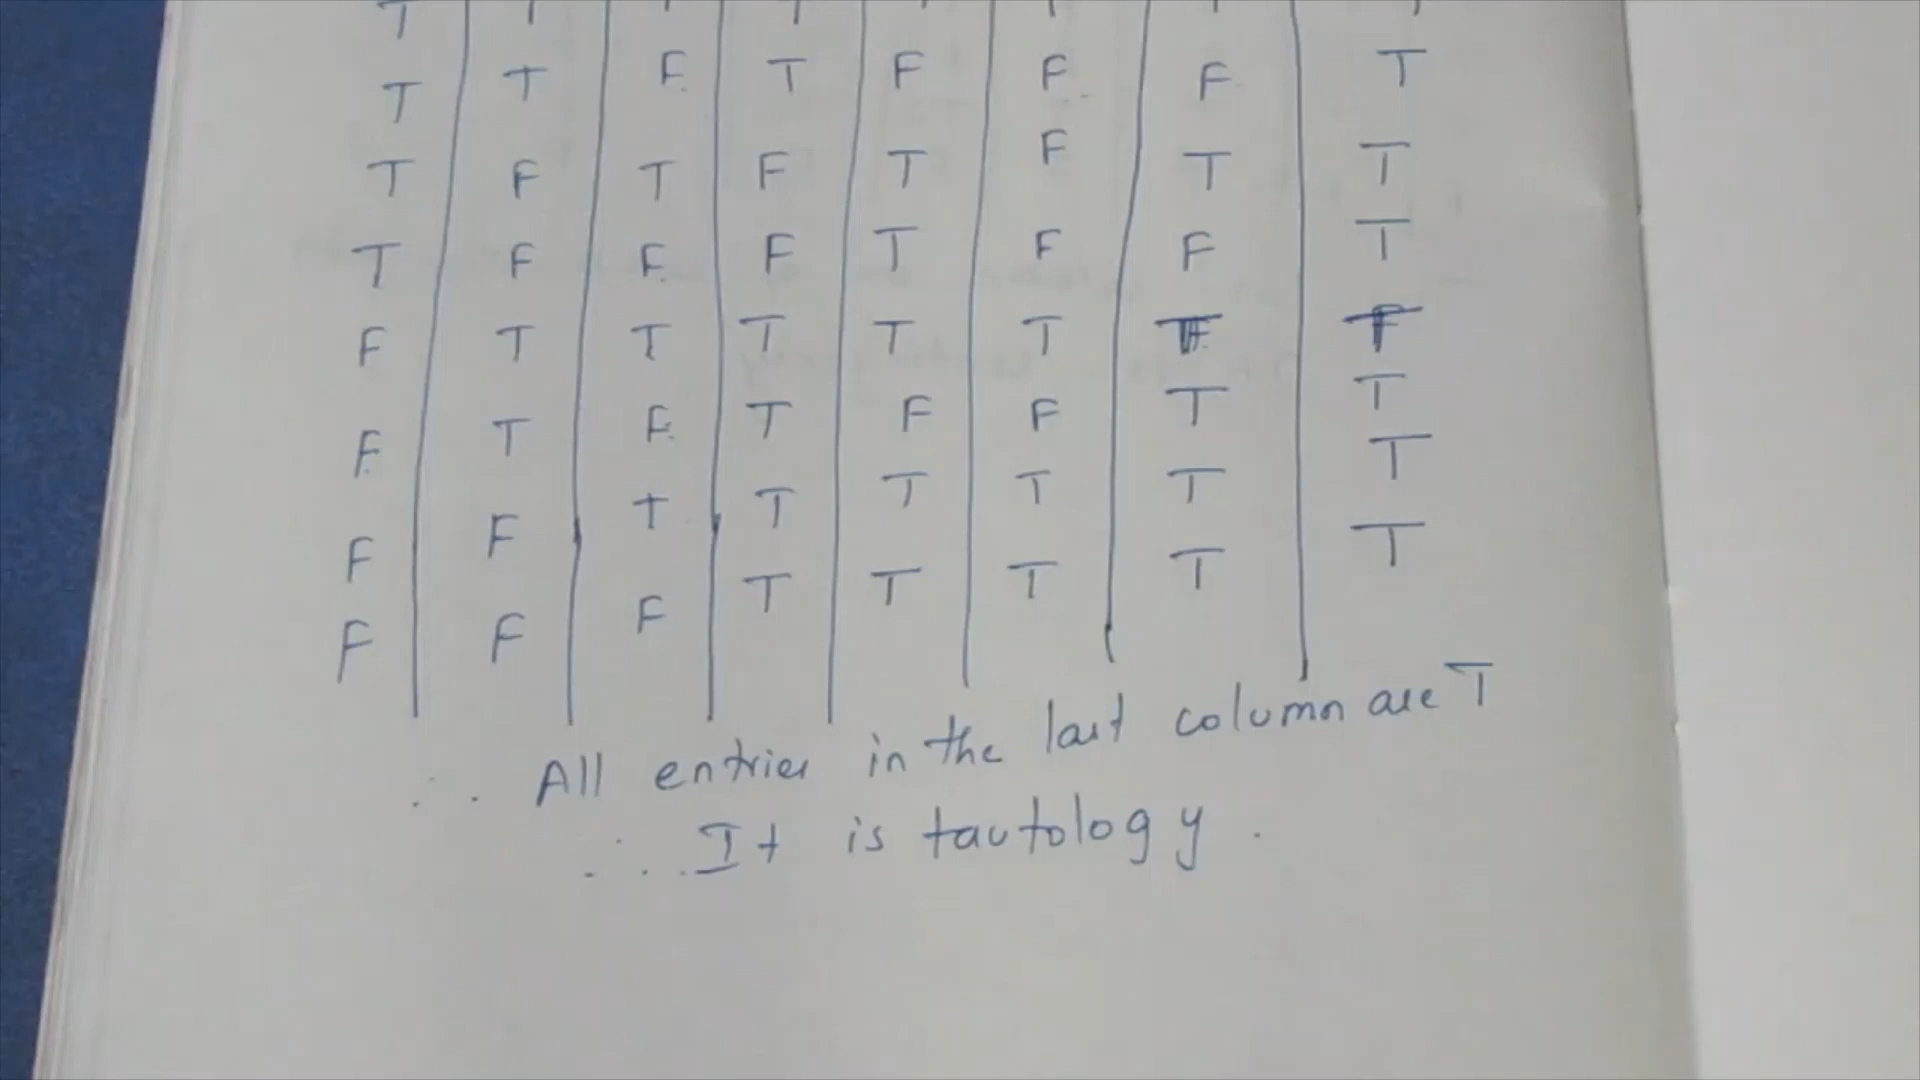 T T T T T T T T
T T F T F F F T
T F T F T F T T
T F F F T F F T
F T T T T T T T
F T F T F F T T
F F T T T T T T
F F F T T T T T
∴ All entries in the last column are T
∴ It is tautology.